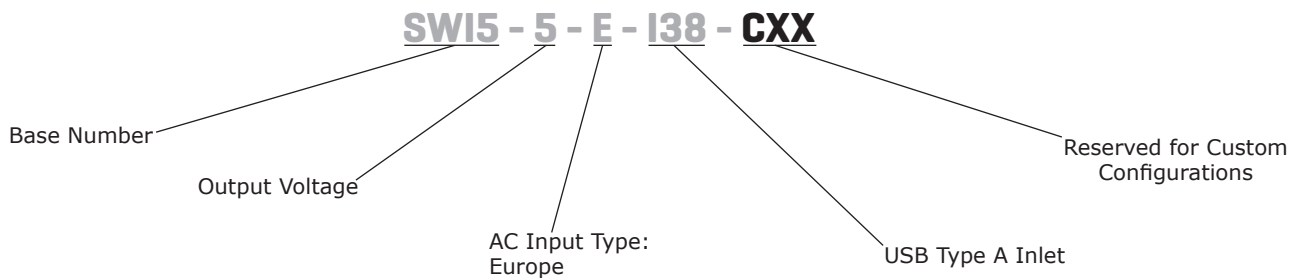 SWI5 - 5 - E - I38 - CXX
Base Number
Output Voltage
AC Input Type:
Europe
USB Type A Inlet
Reserved for Custom
Configurations